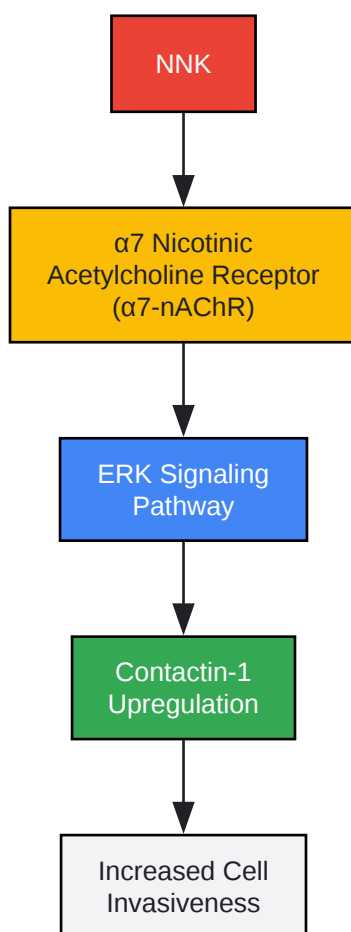 NNK
α7 Nicotinic
Acetylcholine Receptor
(α7-nAChR)
ERK Signaling
Pathway
Contactin-1
Upregulation
Increased Cell
Invasiveness